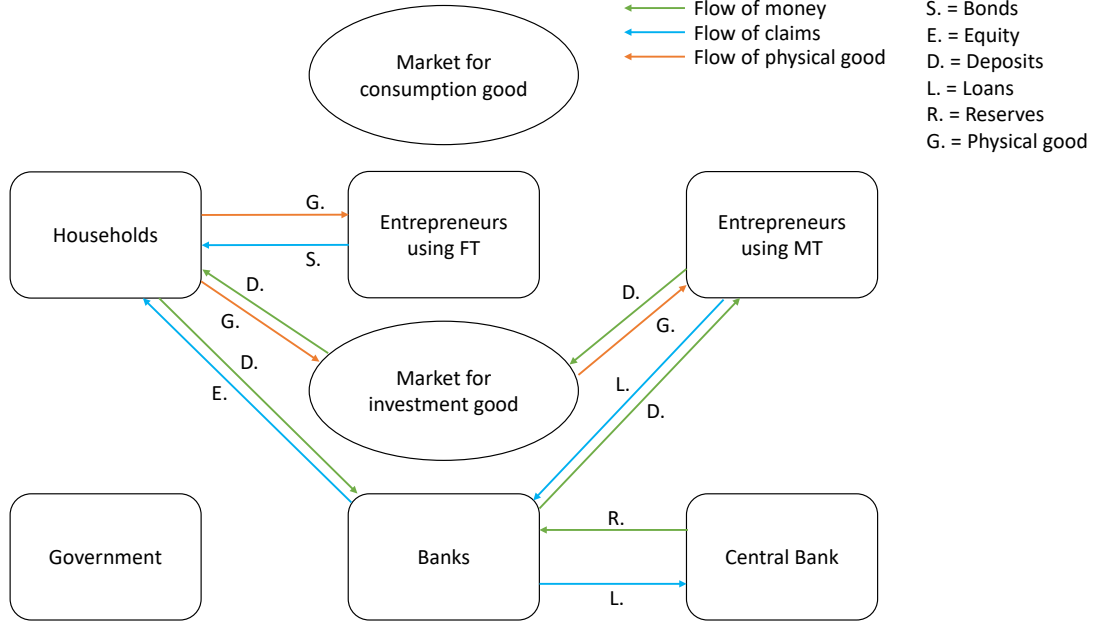 Flow of money
Flow of claims
Flow of physical good
S. = Bonds
E. = Equity
D. = Deposits
L. = Loans
R. = Reserves
G. = Physical good
Market for
consumption good
Households
G.
S.
Entrepreneurs
using FT
Entrepreneurs
using MT
D.
G.
D.
G.
Market for
investment good
D.
E.
L.
D.
Government
Banks
R.
L.
Central Bank